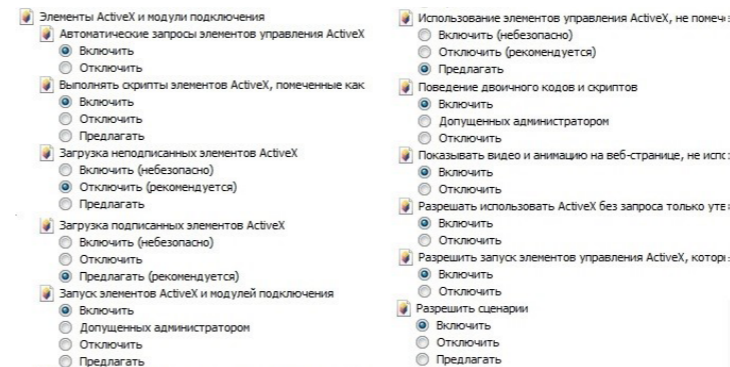 Элементы ActiveX и модули подключения
Автоматические запросы элементов управления ActiveX
Включить
Отключить
Выполнять скрипты элементов ActiveX, помеченные как
Включить
Отключить
Предлагать
Загрузка неподписанных элементов ActiveX
Включить (небезопасно)
Отключить (рекомендуется)
Предлагать
Загрузка подписанных элементов ActiveX
Включить (небезопасно)
Отключить
Предлагать (рекомендуется)
Запуск элементов ActiveX и модулей подключения
Включить
Допущенных администратором
Отключить
Предлагать
Использование элементов управления ActiveX, не
Включить (небезопасно)
Отключить (рекомендуется)
Предлагать
Поведение двоичного кодов и скриптов
Включить
Допущенных администратором
Отключить
Показывать видео и анимацию на веб-странице, не
Включить
Отключить
Разрешать использовать ActiveX без запроса только
Включить
Отключить
Разрешить запуск элементов управления ActiveX,
Включить
Отключить
Разрешить сценарии
Включить
Отключить
Предлагать